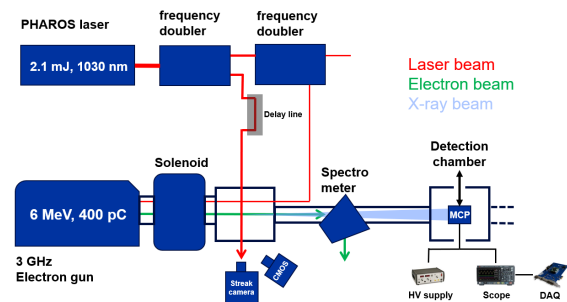 PHAROS laser
frequency
doubler
frequency
doubler
2.1 mJ, 1030 nm
Laser beam
Electron beam
X-ray beam
Delay line
Detection
chamber
Solenoid
Spectro
meter
6 MeV, 400 pC
MCP
3 GHz
Electron gun
Streak
camera
CMOS
HV supply
Scope
DAQ